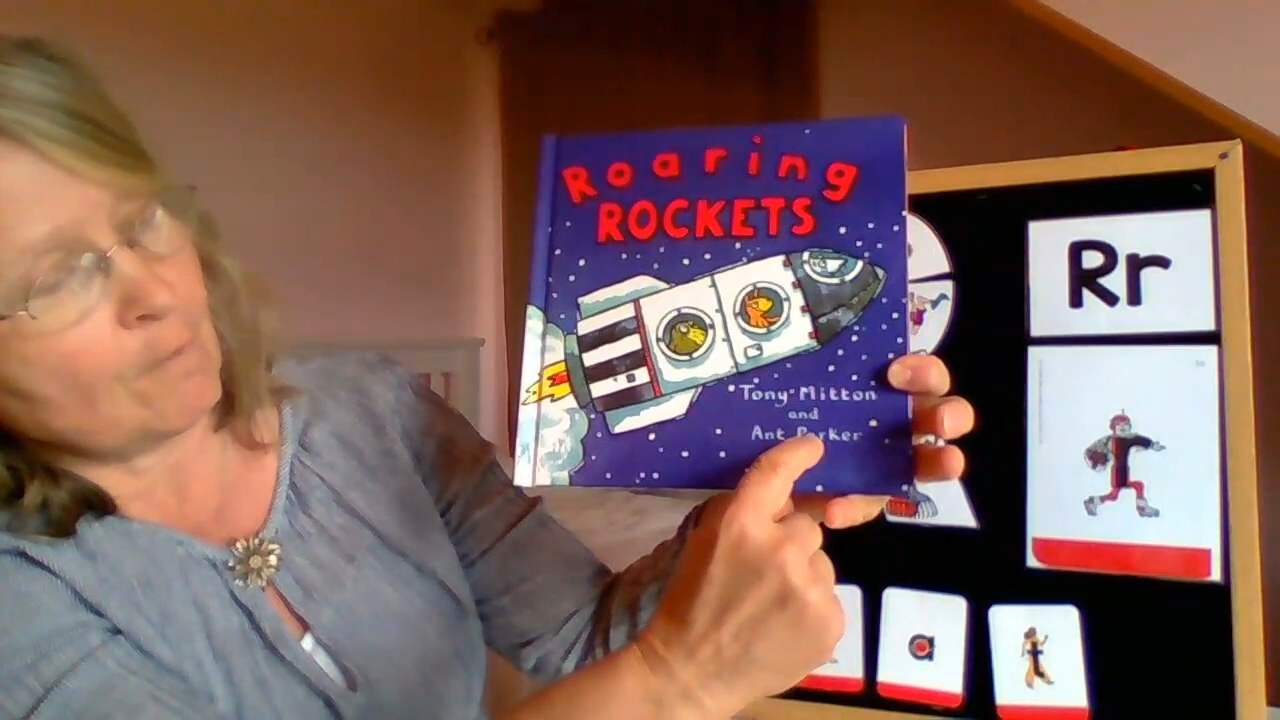 Roaring
ROCKETS
Tony Mitton
and
Ant Parker
Rr
a